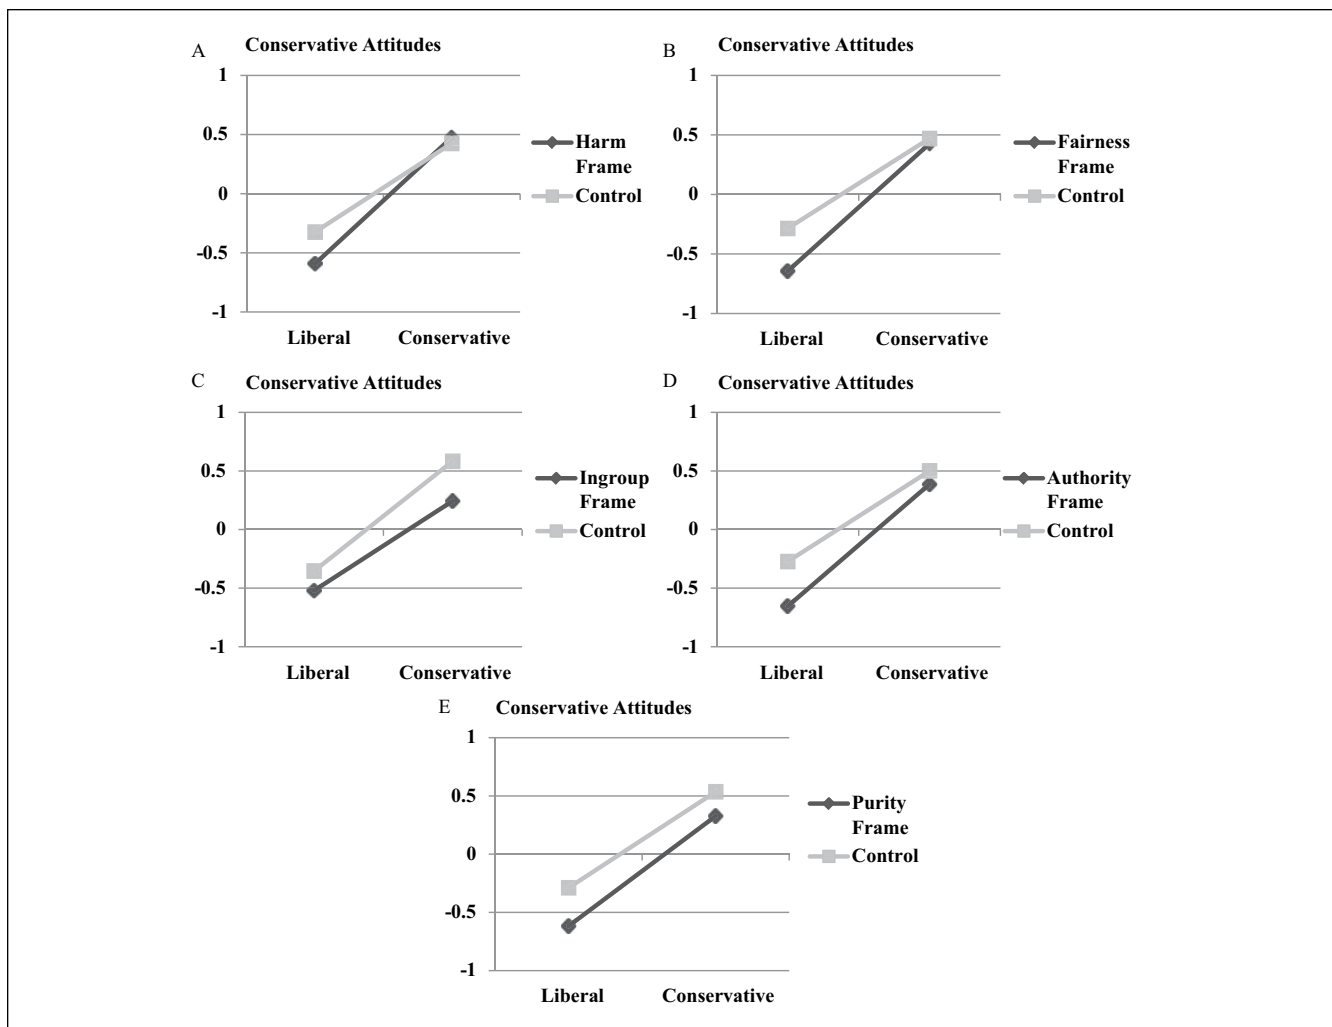 A Conservative Attitudes
1
0.5
0
-0.5
-1
Liberal Conservative
Harm
Frame
Control
B Conservative Attitudes
1
0.5
0
-0.5
-1
Liberal Conservative
Fairness
Frame
Control
C Conservative Attitudes
1
0.5
0
-0.5
-1
Liberal Conservative
Ingroup
Frame
Control
D Conservative Attitudes
1
0.5
0
-0.5
-1
Liberal Conservative
Authority
Frame
Control
E Conservative Attitudes
1
0.5
0
-0.5
-1
Liberal Conservative
Purity
Frame
Control